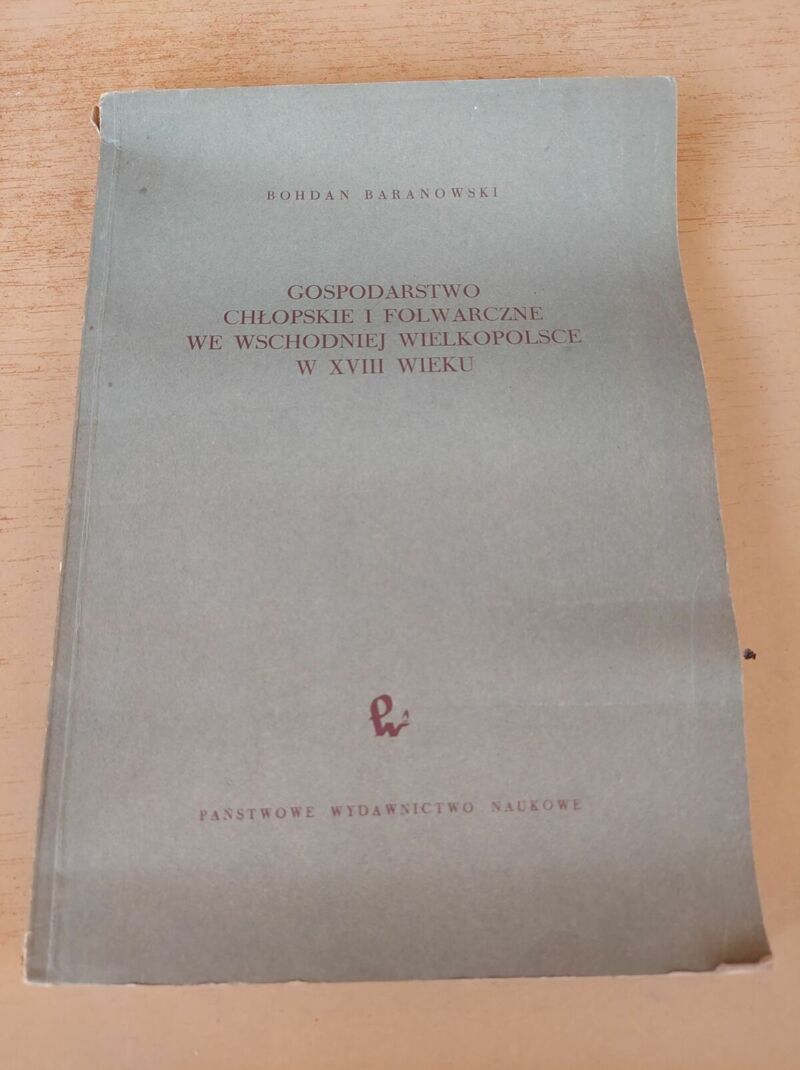 BOHDAN BARANOWSKI
GOSPODARSTWO
CHŁOPSKIE I FOLWARCZNE
WE WSCHODNIEJ WIELKOPOLSCE
W XVIII WIEKU
PAŃSTWOWE WYDAWNICTWO NAUKOWE